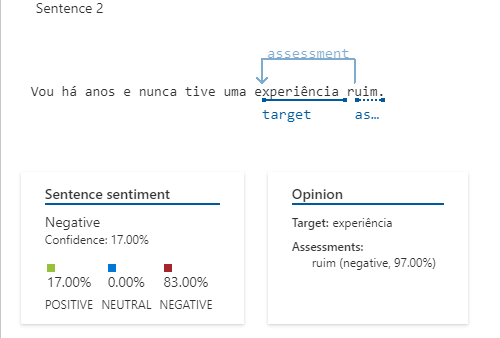 Sentence 2
assessment
Vou há anos e nunca tive uma experiência ruim.
target as…
Sentence sentiment
Negative
Confidence: 17.00%
17.00% 0.00% 83.00%
POSITIVE NEUTRAL NEGATIVE
Opinion
Target: experiência
Assessments:
ruim (negative, 97.00%)